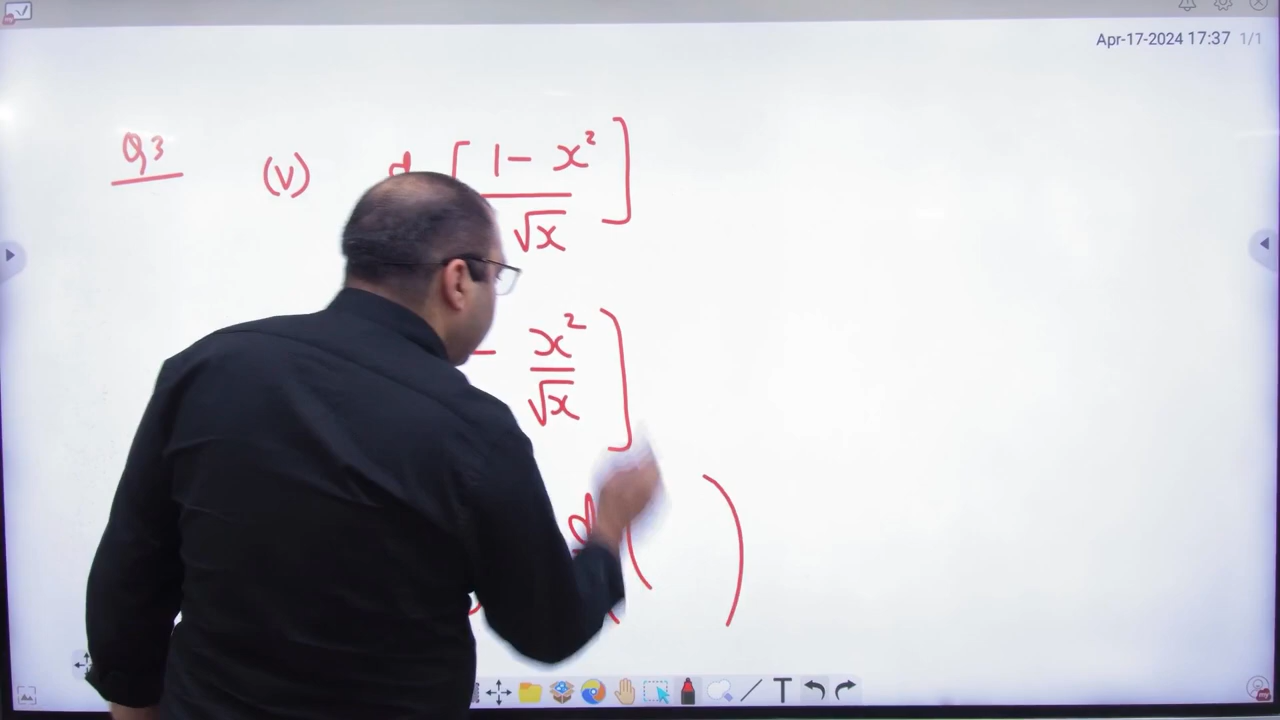 Apr-17-2024 17:37 1/1
Q3 (v) d [ 1 - x² / √x ]
- x² / √x ]
d ( )